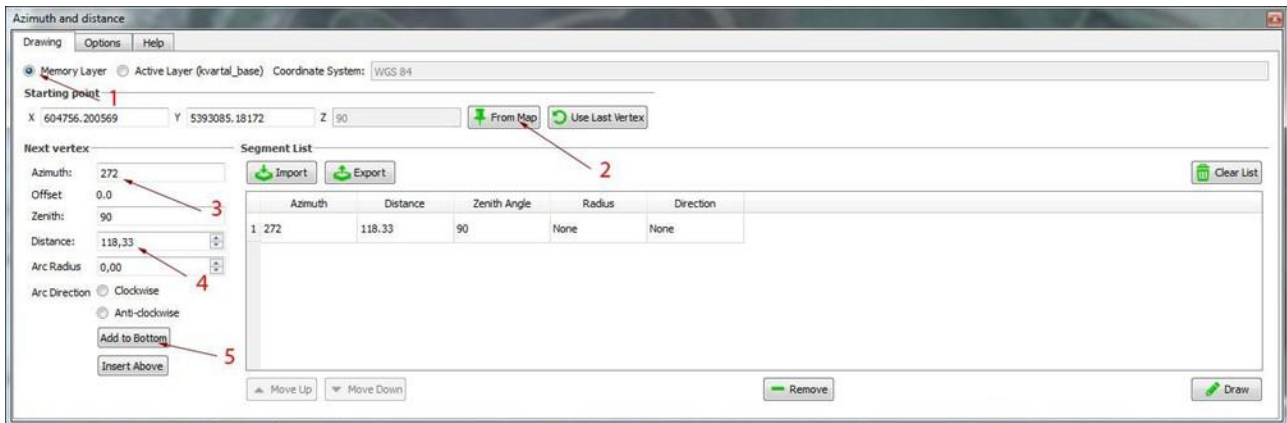 Azimuth and distance
Drawing Options Help
Memory Layer Active Layer (kvartal_base) Coordinate System: WGS 84
1
Starting point
X 604756.200569 Y 5393085.18172 Z 90 From Map Use Last Vertex
2
Next vertex Segment List
Azimuth: 272 Import Export Clear List
Offset 0.0
3
Zenith: 90
Distance: 118,33
4
Arc Radius 0,00
Arc Direction Clockwise
Anti-clockwise
Add to Bottom
5
Insert Above
Azimuth Distance Zenith Angle Radius Direction
1 272 118.33 90 None None
Move Up Move Down Remove Draw